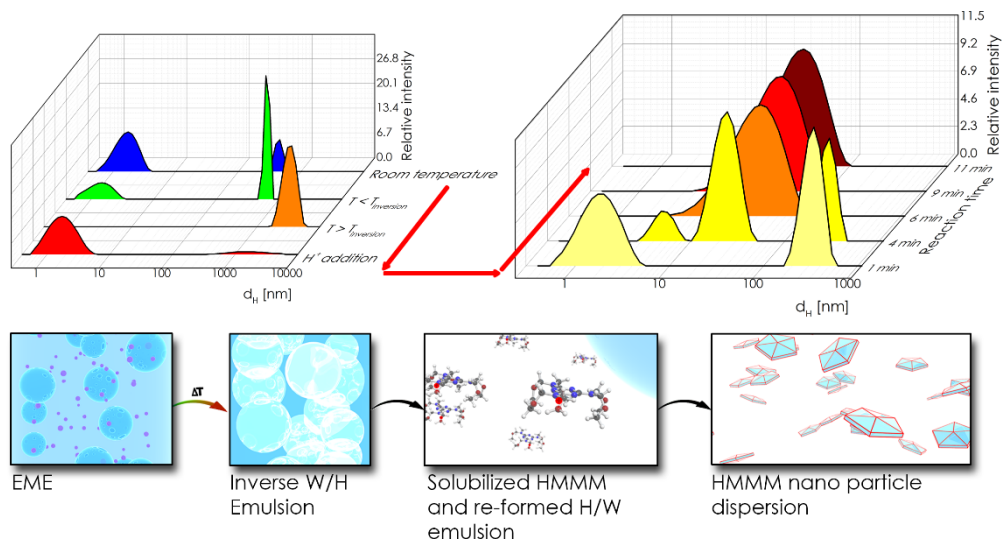 26.8
20.1
13.4
6.7
0.0
Relative intensity
Room temperature
T < T_inversion
T > T_inversion
H⁺ addition
1 10 100 1000 10000
d_H [nm]
11.5
9.2
6.9
4.6
2.3
0.0
Relative intensity
11 min
9 min
6 min
4 min
1 min
Reaction time
1 10 100 1000
d_H [nm]
ΔT
EME
Inverse W/H
Emulsion
Solubilized HMMM
and re-formed H/W
emulsion
HMMM nano particle
dispersion